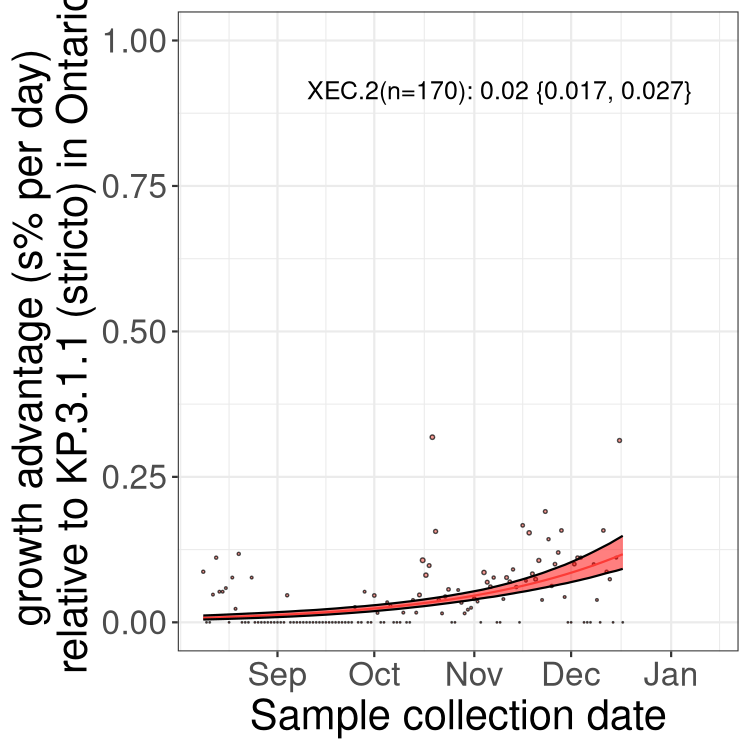 growth advantage (s% per day)
relative to KP.3.1.1 (stricto) in Ontario
1.00
0.75
0.50
0.25
0.00
XEC.2(n=170): 0.02 {0.017, 0.027}
Sep Oct Nov Dec Jan
Sample collection date